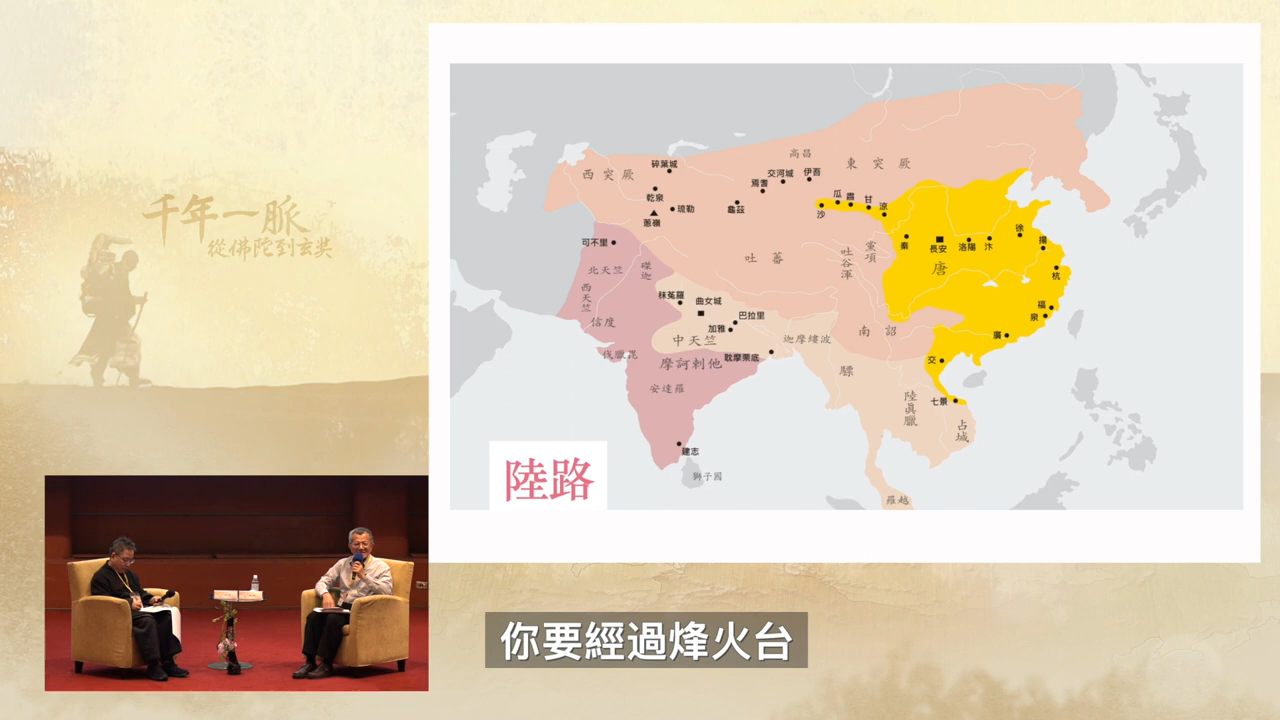 千年一脈
從佛陀到玄奘
高昌
東突厥
碎葉城
西突厥
交河城
伊吾
焉耆
乾泉
瓜
肅
甘
涼
琉勒
龜茲
沙
蔥嶺
徐
揚
可不里
秦
長安
洛陽
汴
黨項
吐谷渾
吐蕃
北天竺
唐
杭
西天竺
秣菟羅
曲女城
福
巴拉里
泉
信度
加雅
南詔
廣
中天竺
迦摩縷波
耽摩栗底
交
摩訶剌他
驃
安達羅
陸真臘
七景
占城
建志
獅子國
陸路
羅越
你要經過烽火台